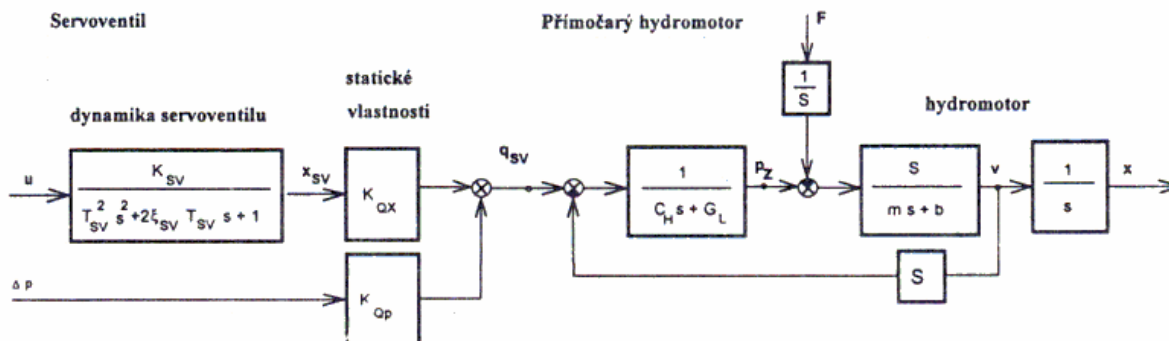 Servoventil
Přímočarý hydromotor
F
1
S
statické
vlastnosti
hydromotor
dynamika servoventilu
u
K_SV
T_SV^2 s^2+2ξ_SV T_SV s + 1
x_SV
K_QX
q_SV
1
C_H s + G_L
p_Z
S
m s + b
v
1
s
x
S
Δ p
K_Qp